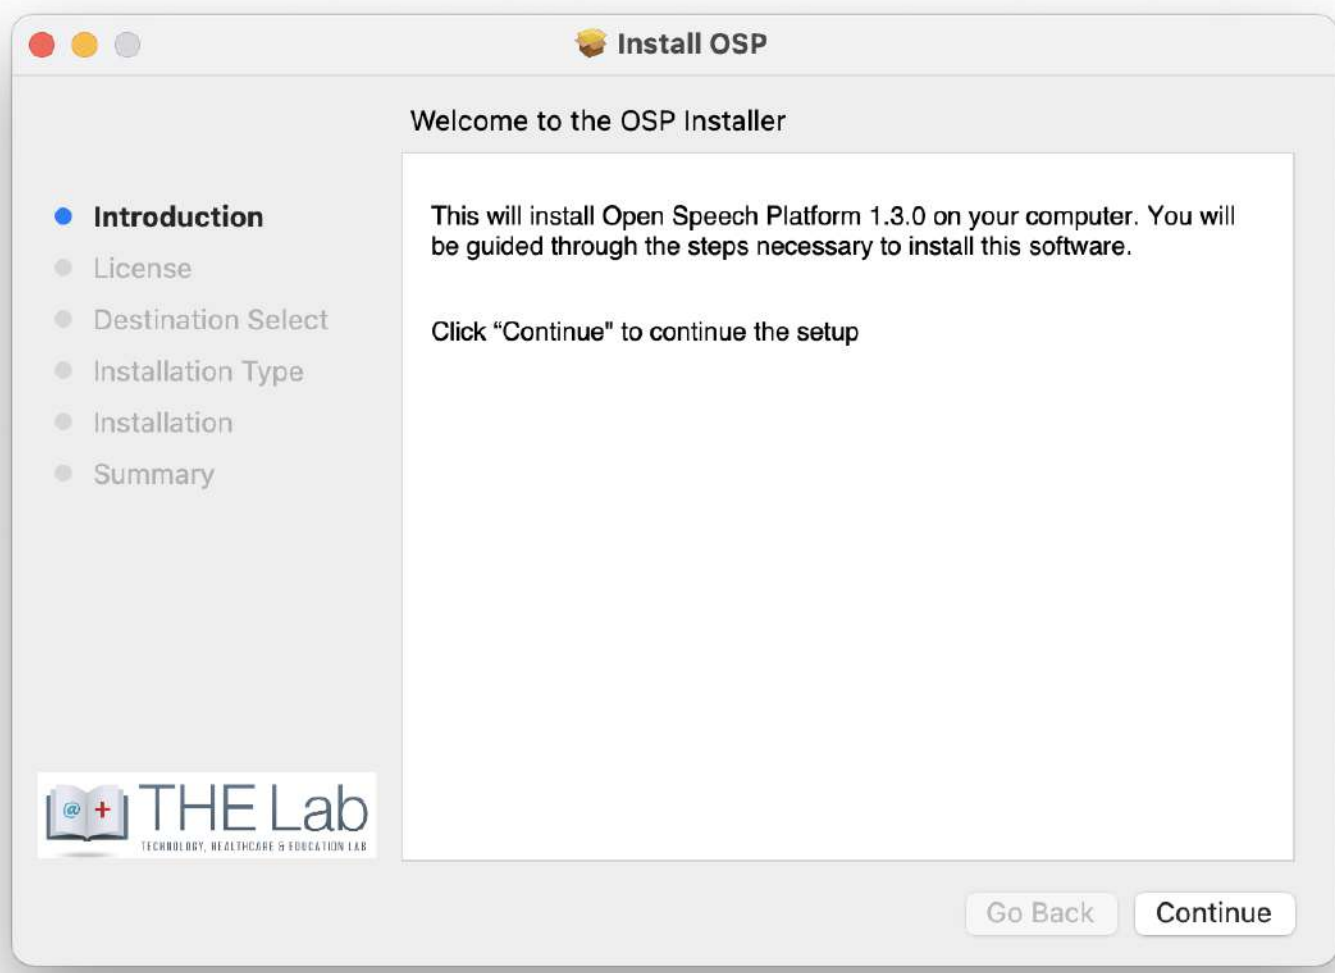 Install OSP
Welcome to the OSP Installer
Introduction
License
Destination Select
Installation Type
Installation
Summary
This will install Open Speech Platform 1.3.0 on your computer. You will
be guided through the steps necessary to install this software.
Click “Continue" to continue the setup
@ +
THE Lab
TECHNOLOGY, HEALTHCARE & EDUCATION LAB
Go Back
Continue